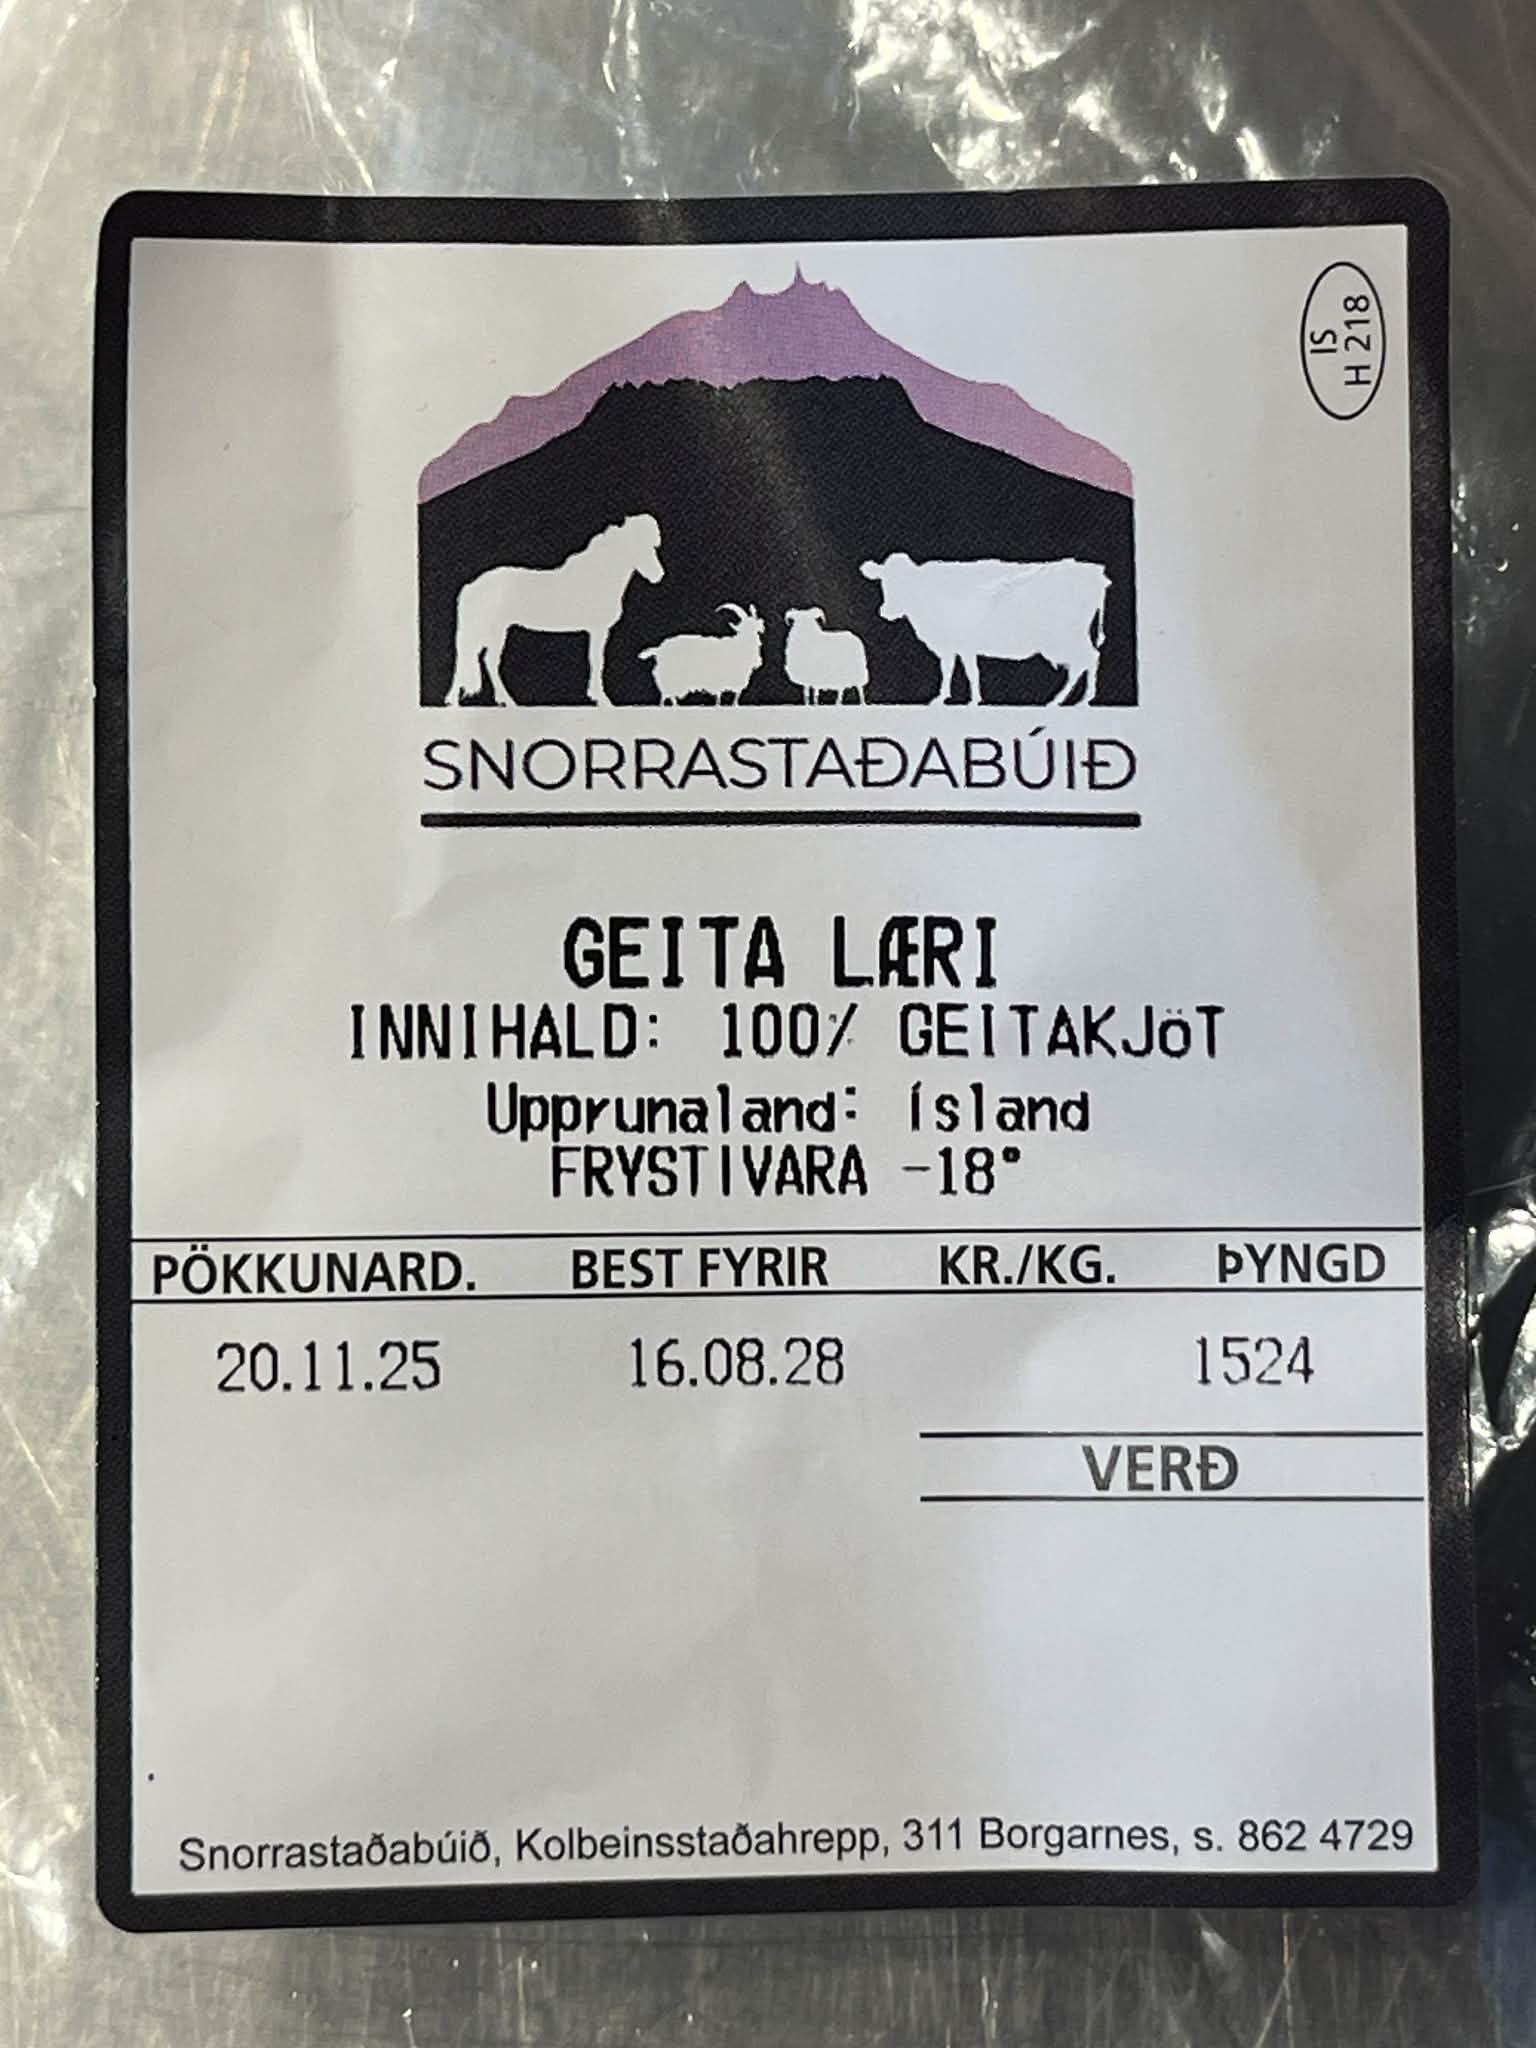 IS
H 218
SNORRASTAÐABÚIÐ
GEITA LÆRI
INNIHALD: 100% GEITAKJöT
Upprunaland: ísland
FRYSTIVARA -18°
PÖKKUNARD. BEST FYRIR KR./KG. ÞYNGD
20.11.25 16.08.28 1524
VERÐ
Snorrastaðabúið, Kolbeinsstaðahrepp, 311 Borgarnes, s. 862 4729